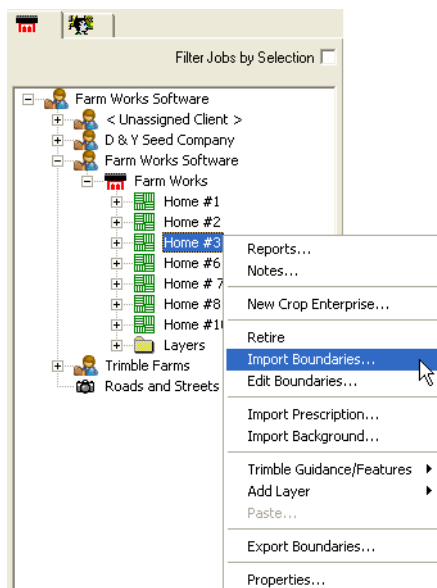 Filter Jobs by Selection
Farm Works Software
< Unassigned Client >
D & Y Seed Company
Farm Works Software
Farm Works
Home #1
Home #2
Home #3
Home #6
Home # 7
Home #8
Home #1
Layers
Trimble Farms
Roads and Streets
Reports...
Notes...
New Crop Enterprise...
Retire
Import Boundaries...
Edit Boundaries...
Import Prescription...
Import Background...
Trimble Guidance/Features
Add Layer
Paste...
Export Boundaries...
Properties...